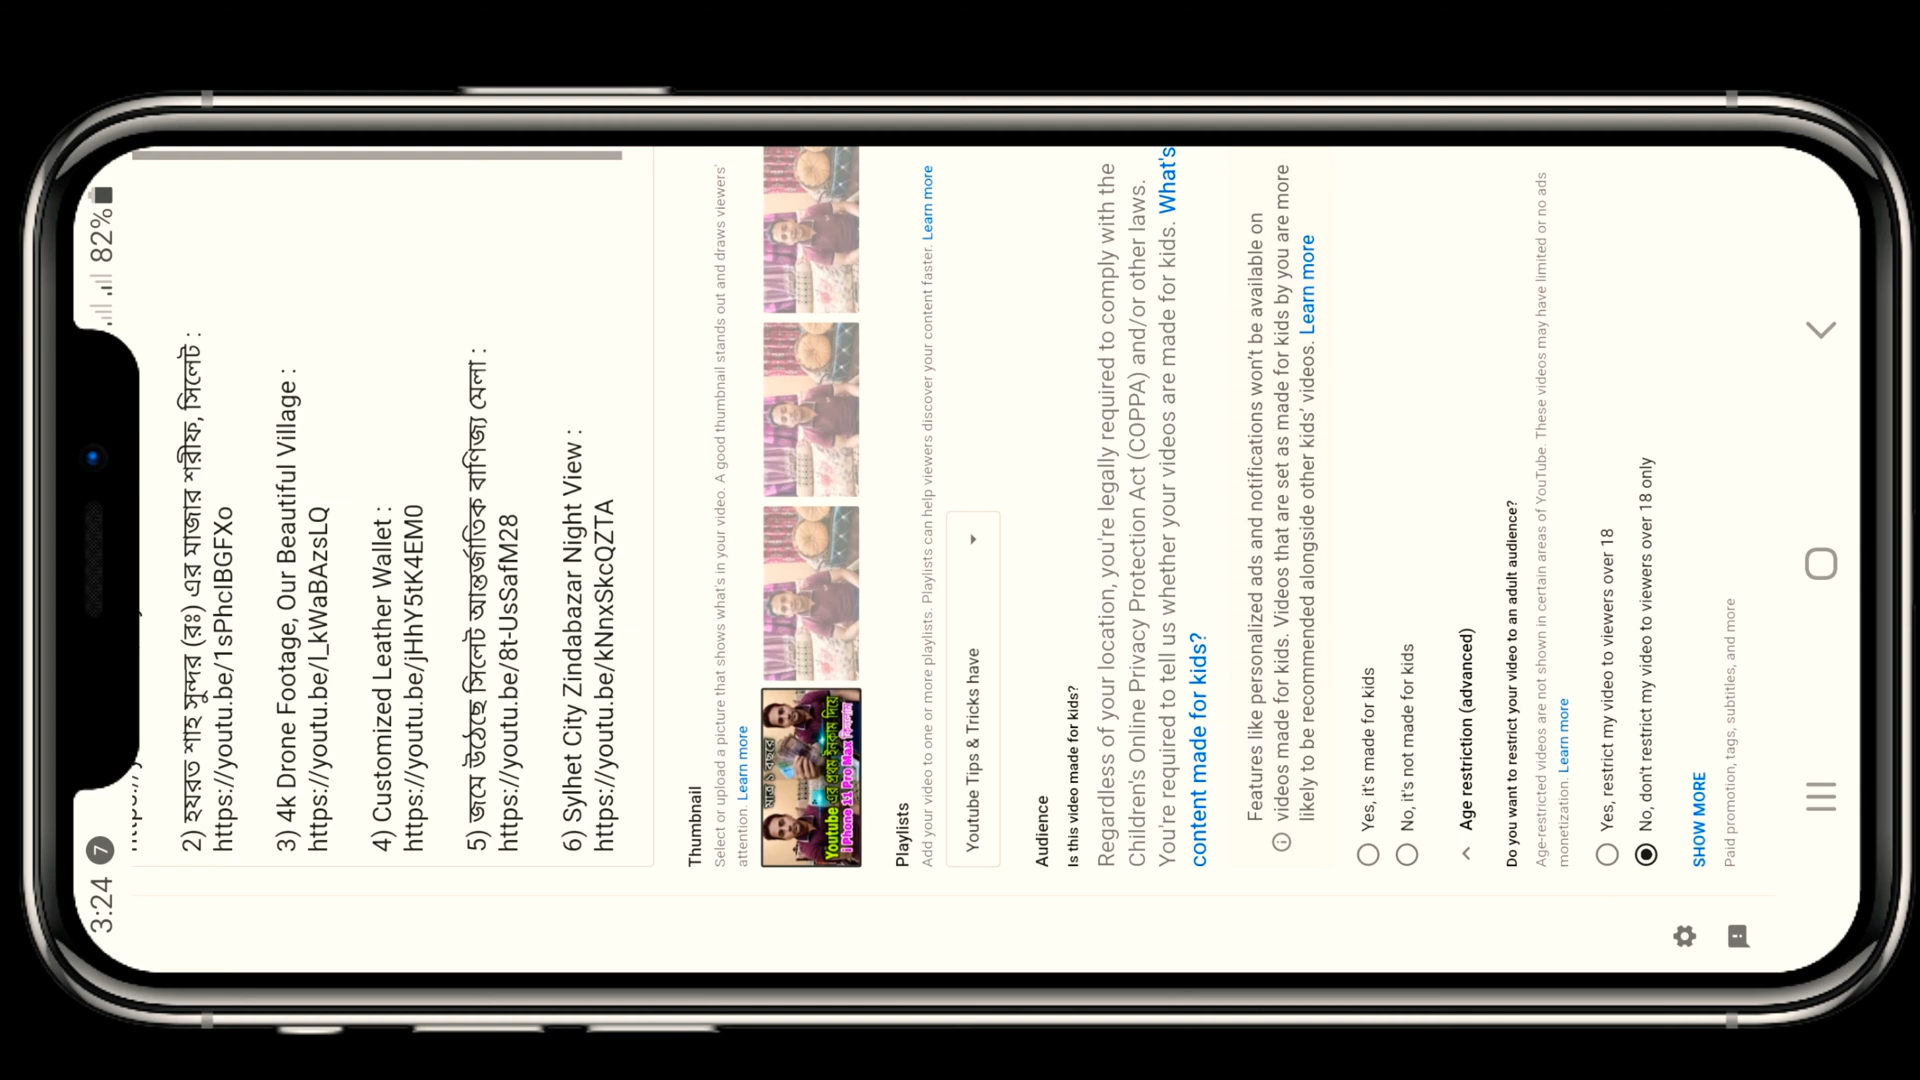 3:24 7 82%
2) হযরত শাহ সুন্দর (রঃ) এর মাজার শরীফ, সিলেট :
https://youtu.be/1sPhclBGFXo
3) 4k Drone Footage, Our Beautiful Village :
https://youtu.be/l_kWaBAzsLQ
4) Customized Leather Wallet :
https://youtu.be/jHhY5tK4EM0
5) জমে উঠেছে সিলেট আন্তর্জাতিক বাণিজ্য মেলা :
https://youtu.be/8t-UsSafM28
6) Sylhet City Zindabazar Night View :
https://youtu.be/kNnxSkcQZTA
Thumbnail
Select or upload a picture that shows what's in your video. A good thumbnail stands out and draws viewers'
attention. Learn more
মাত্র ১ বছরে
Youtube এর প্রথম ইনকাম দিয়ে
i Phone 11 Pro Max কিনলাম
Playlists
Add your video to one or more playlists. Playlists can help viewers discover your content faster. Learn more
Youtube Tips & Tricks have
Audience
Is this video made for kids?
Regardless of your location, you're legally required to comply with the
Children's Online Privacy Protection Act (COPPA) and/or other laws.
You're required to tell us whether your videos are made for kids. What's
content made for kids?
Features like personalized ads and notifications won't be available on
videos made for kids. Videos that are set as made for kids by you are more
likely to be recommended alongside other kids' videos. Learn more
Yes, it's made for kids
No, it's not made for kids
Age restriction (advanced)
Do you want to restrict your video to an adult audience?
Age-restricted videos are not shown in certain areas of YouTube. These videos may have limited or no ads
monetization. Learn more
Yes, restrict my video to viewers over 18
No, don't restrict my video to viewers over 18 only
SHOW MORE
Paid promotion, tags, subtitles, and more